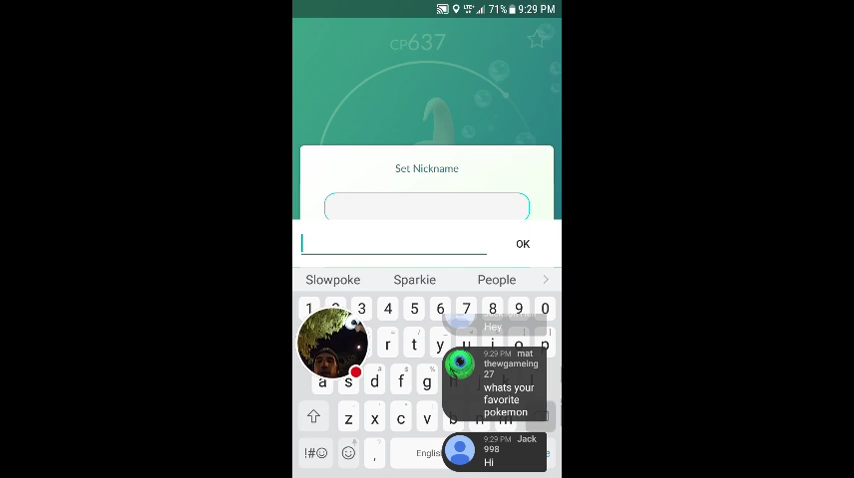 LTE 71% 9:29 PM
CP637
Set Nickname
OK
Slowpoke Sparkie People
1 3 4 5 6 7 8 9 0
r t y u i o p
a s d f g
z x c v b n m
!#☺ , English
Hey
9:29 PM mat
thewgameing
27
whats your
favorite
pokemon
9:29 PM Jack
998
Hi